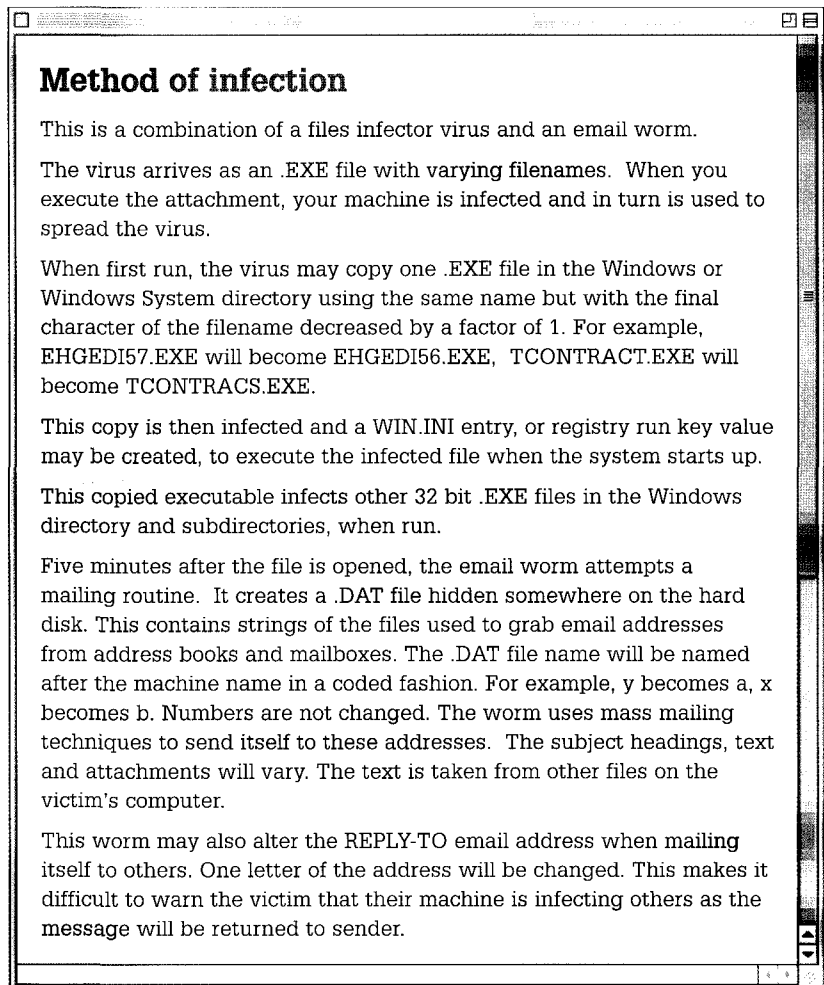 Method of infection
This is a combination of a files infector virus and an email worm.
The virus arrives as an .EXE file with varying filenames. When you
execute the attachment, your machine is infected and in turn is used to
spread the virus.
When first run, the virus may copy one .EXE file in the Windows or
Windows System directory using the same name but with the final
character of the filename decreased by a factor of 1. For example,
EHGEDI57.EXE will become EHGEDI56.EXE, TCONTRACT.EXE will
become TCONTRACS.EXE.
This copy is then infected and a WIN.INI entry, or registry run key value
may be created, to execute the infected file when the system starts up.
This copied executable infects other 32 bit .EXE files in the Windows
directory and subdirectories, when run.
Five minutes after the file is opened, the email worm attempts a
mailing routine. It creates a .DAT file hidden somewhere on the hard
disk. This contains strings of the files used to grab email addresses
from address books and mailboxes. The .DAT file name will be named
after the machine name in a coded fashion. For example, y becomes a, x
becomes b. Numbers are not changed. The worm uses mass mailing
techniques to send itself to these addresses. The subject headings, text
and attachments will vary. The text is taken from other files on the
victim's computer.
This worm may also alter the REPLY-TO email address when mailing
itself to others. One letter of the address will be changed. This makes it
difficult to warn the victim that their machine is infecting others as the
message will be returned to sender.